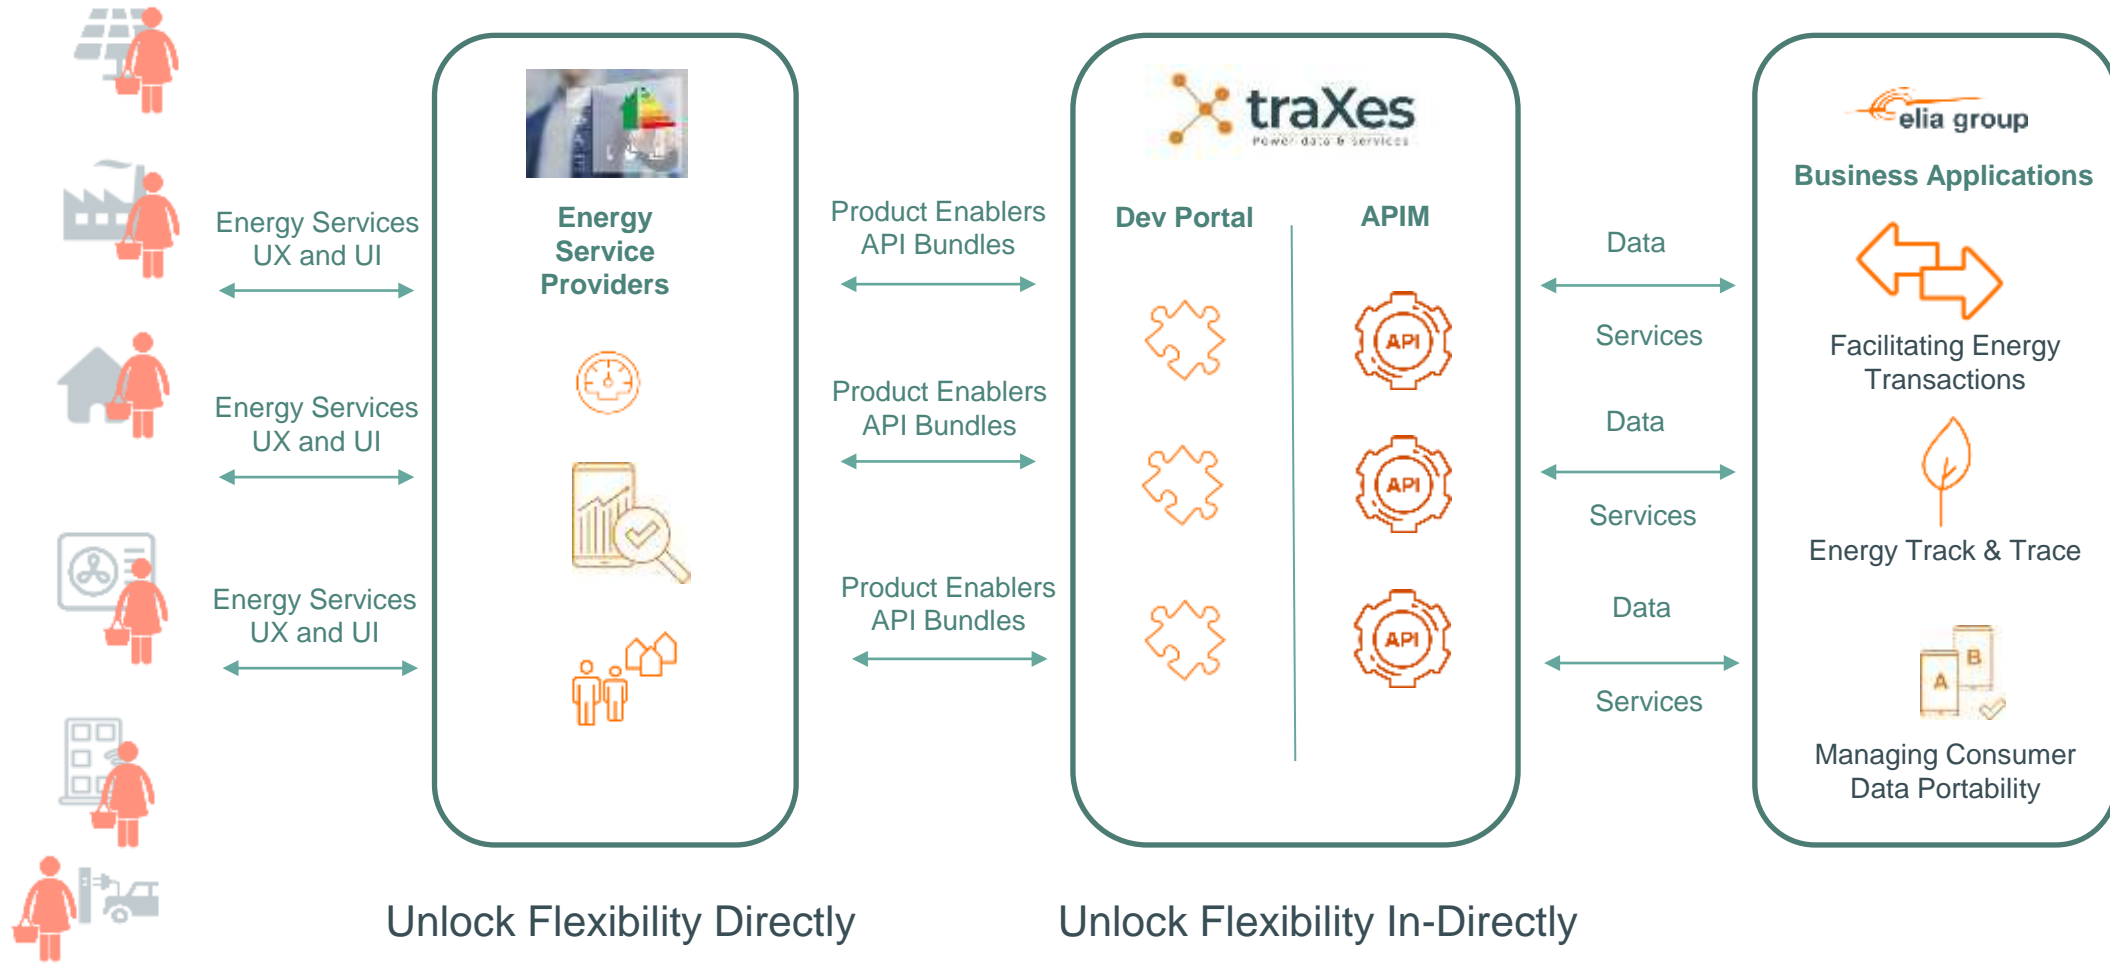 Energy Services
UX and UI
Energy Services
UX and UI
Energy Services
UX and UI
Energy
Service
Providers
Product Enablers
API Bundles
Product Enablers
API Bundles
Product Enablers
API Bundles
traXes
Power data & Services
Dev Portal
APIM
API
API
API
Data
Services
Data
Services
Data
Services
elia group
Business Applications
Facilitating Energy
Transactions
Energy Track & Trace
A
B
Managing Consumer
Data Portability
Unlock Flexibility Directly
Unlock Flexibility In-Directly